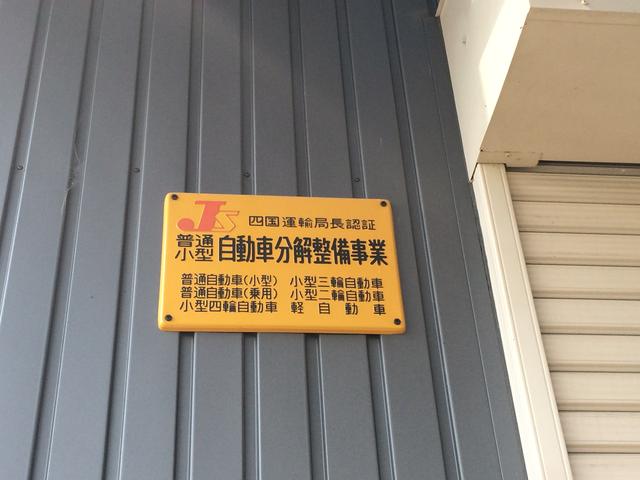 JS 四国運輸局長認証
普通
小型 自動車分解整備事業
普通自動車(小型) 小型三輪自動車
普通自動車(乗用) 小型二輪自動車
小型四輪自動車 軽自動車